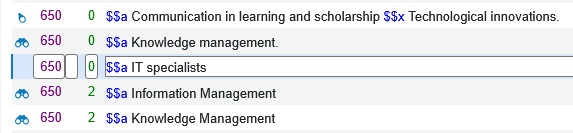 650 0 $$a Communication in learning and scholarship $$x Technological innovations.
650 0 $$a Knowledge management.
650 0 $$a IT specialists
650 2 $$a Information Management
650 2 $$a Knowledge Management